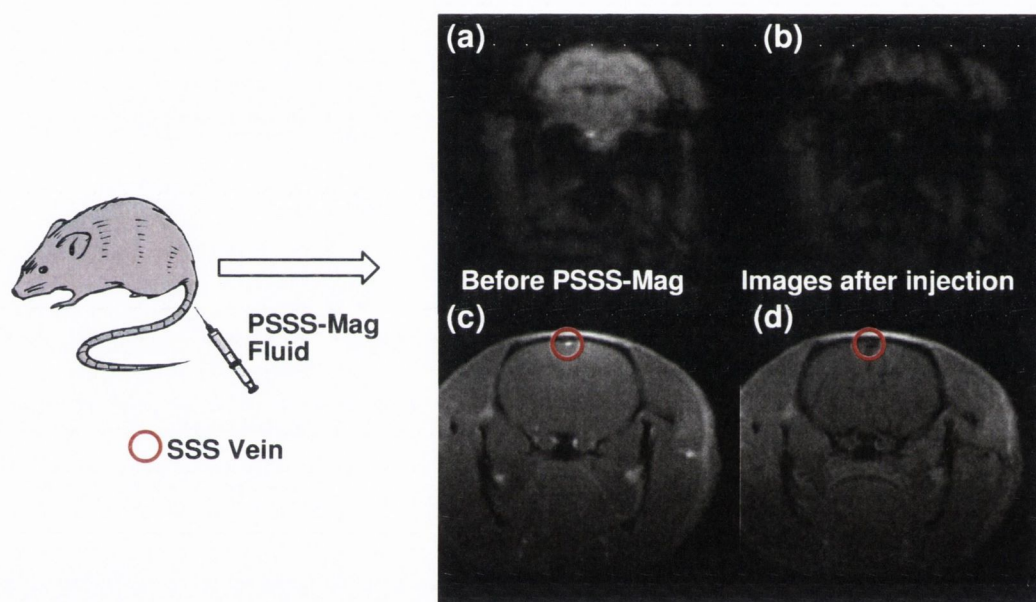 (a)
(b)
Before PSSS-Mag
Images after injection
(c)
(d)
PSSS-Mag
Fluid
SSS Vein